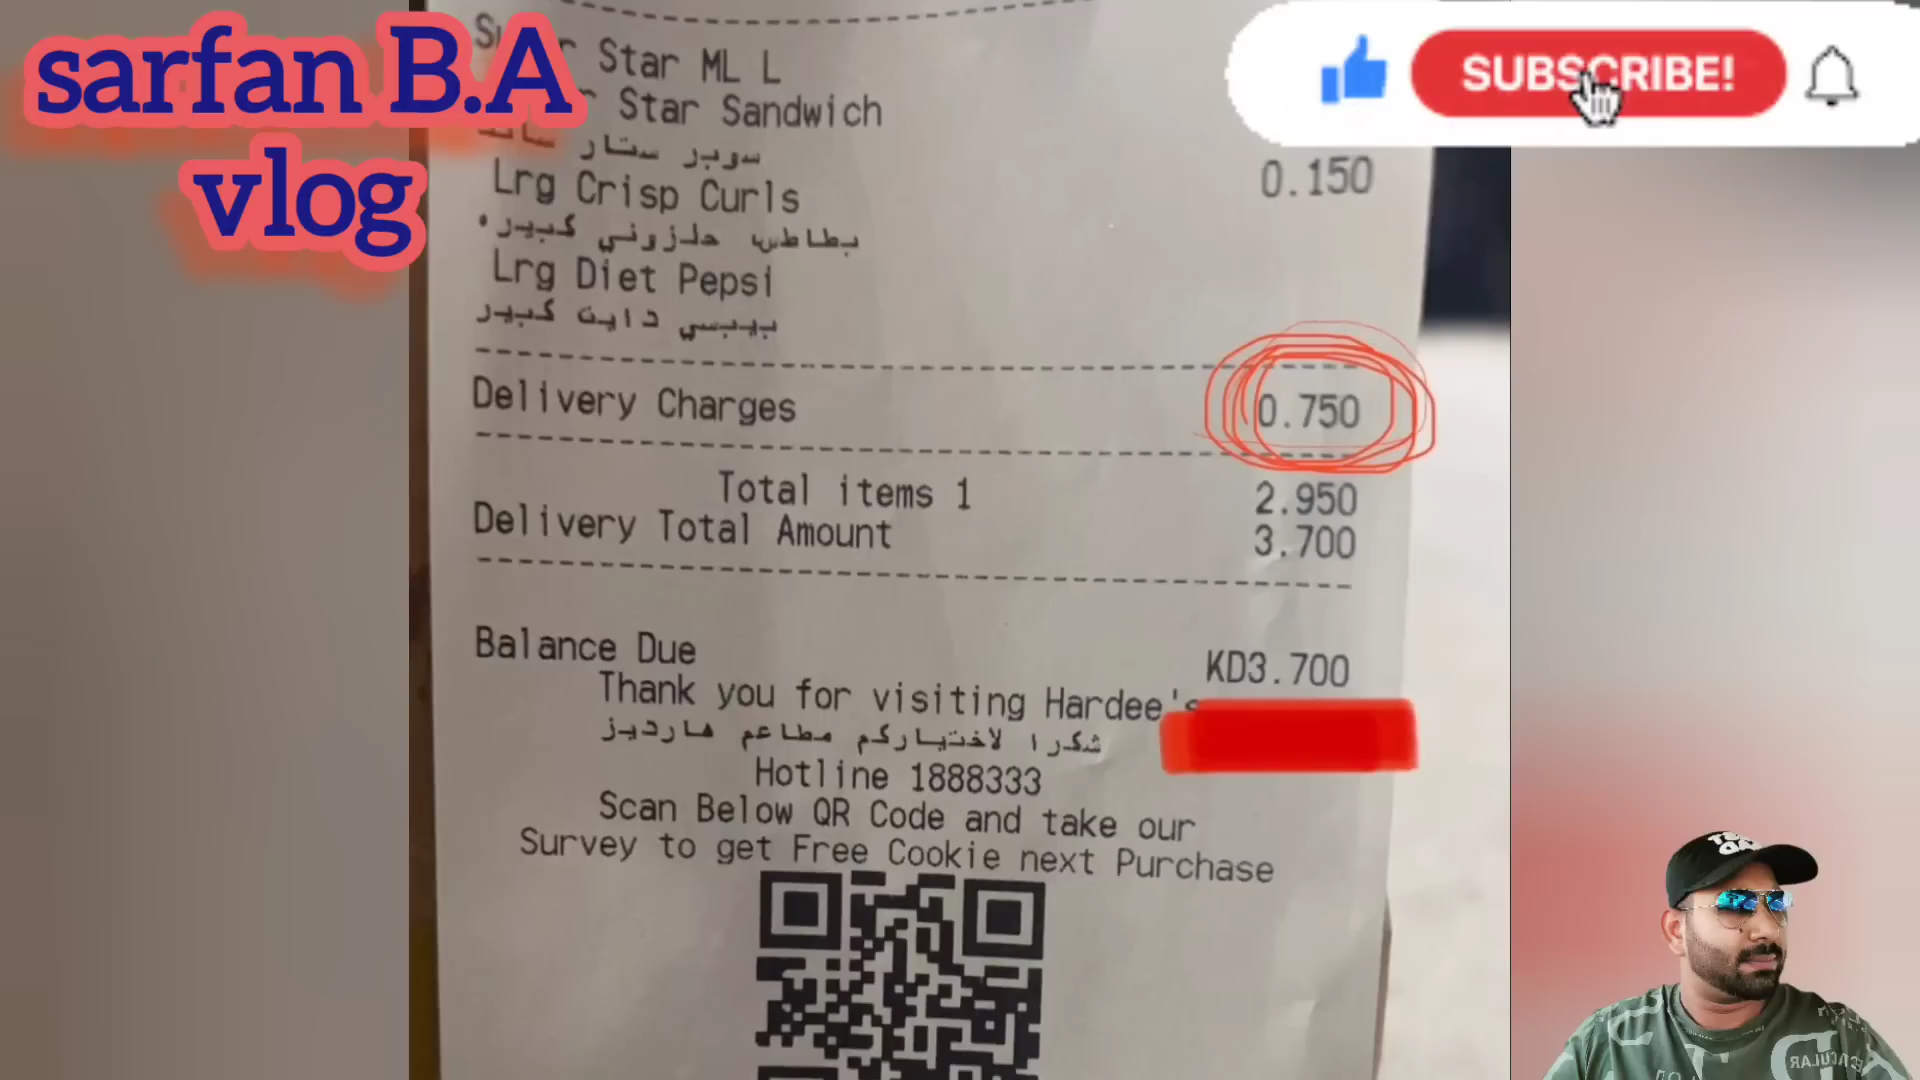 sarfan B.A
vlog
SUBSCRIBE!
Star ML L
Star Sandwich
سوبر ستار
Lrg Crisp Curls 0.150
بطاطس حلزوني كبيره
Lrg Diet Pepsi
بيبسي دايت كبير
Delivery Charges 0.750
Total items 1 2.950
Delivery Total Amount 3.700
Balance Due KD3.700
Thank you for visiting Hardee's
شكرا لاختياركم مطاعم هارديز
Hotline 1888333
Scan Below QR Code and take our
Survey to get Free Cookie next Purchase